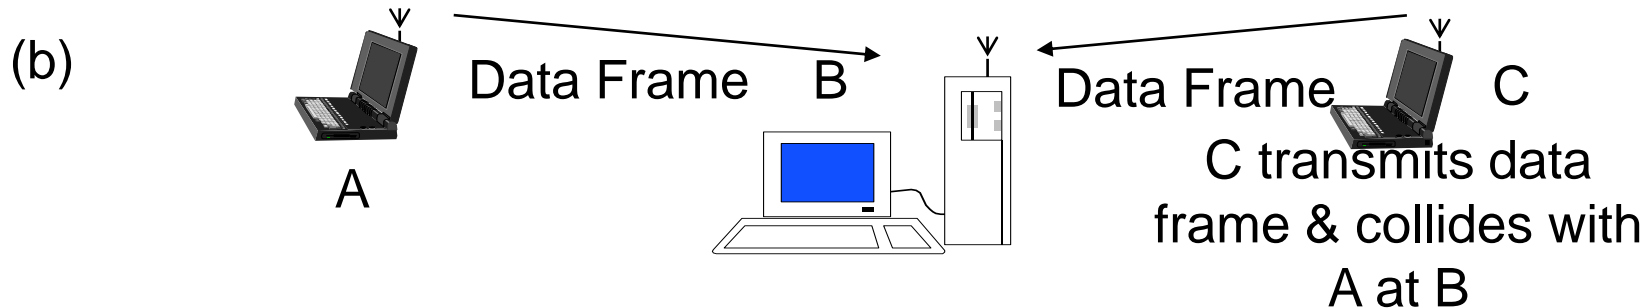 (b)
Data Frame
B
Data Frame
C
A
C transmits data
frame & collides with
A at B